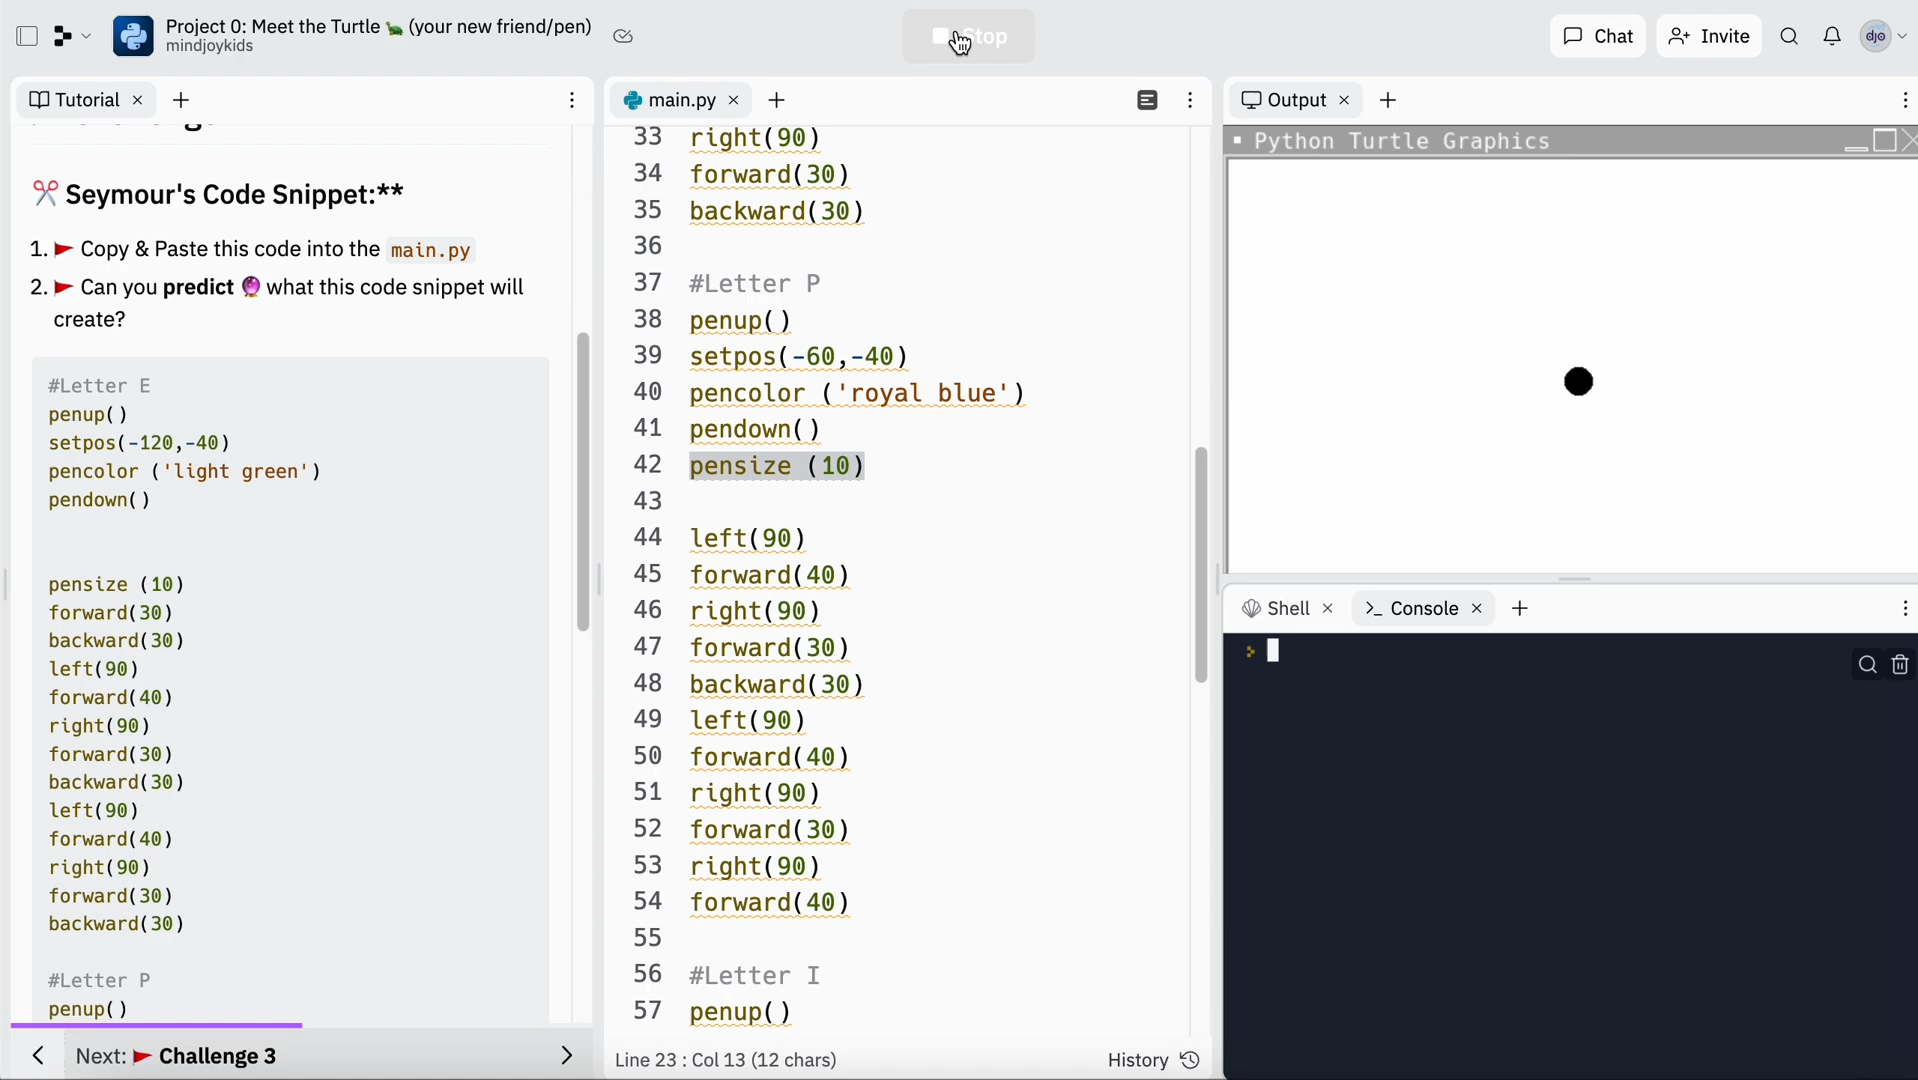 Project 0: Meet the Turtle 🐢 (your new friend/pen)
mindjoykids
Stop
Chat
Invite
djo
Tutorial
✂️ Seymour's Code Snippet:**
1. 🚩 Copy & Paste this code into the main.py
2. 🚩 Can you predict 🔮 what this code snippet will
create?
#Letter E
penup()
setpos(-120,-40)
pencolor ('light green')
pendown()
pensize (10)
forward(30)
backward(30)
left(90)
forward(40)
right(90)
forward(30)
backward(30)
left(90)
forward(40)
right(90)
forward(30)
backward(30)
#Letter P
penup()
Next: 🚩 Challenge 3
main.py
33 right(90)
34 forward(30)
35 backward(30)
36
37 #Letter P
38 penup()
39 setpos(-60,-40)
40 pencolor ('royal blue')
41 pendown()
42 pensize (10)
43
44 left(90)
45 forward(40)
46 right(90)
47 forward(30)
48 backward(30)
49 left(90)
50 forward(40)
51 right(90)
52 forward(30)
53 right(90)
54 forward(40)
55
56 #Letter I
57 penup()
Line 23 : Col 13 (12 chars)
History
Output
Python Turtle Graphics
Shell
>_ Console